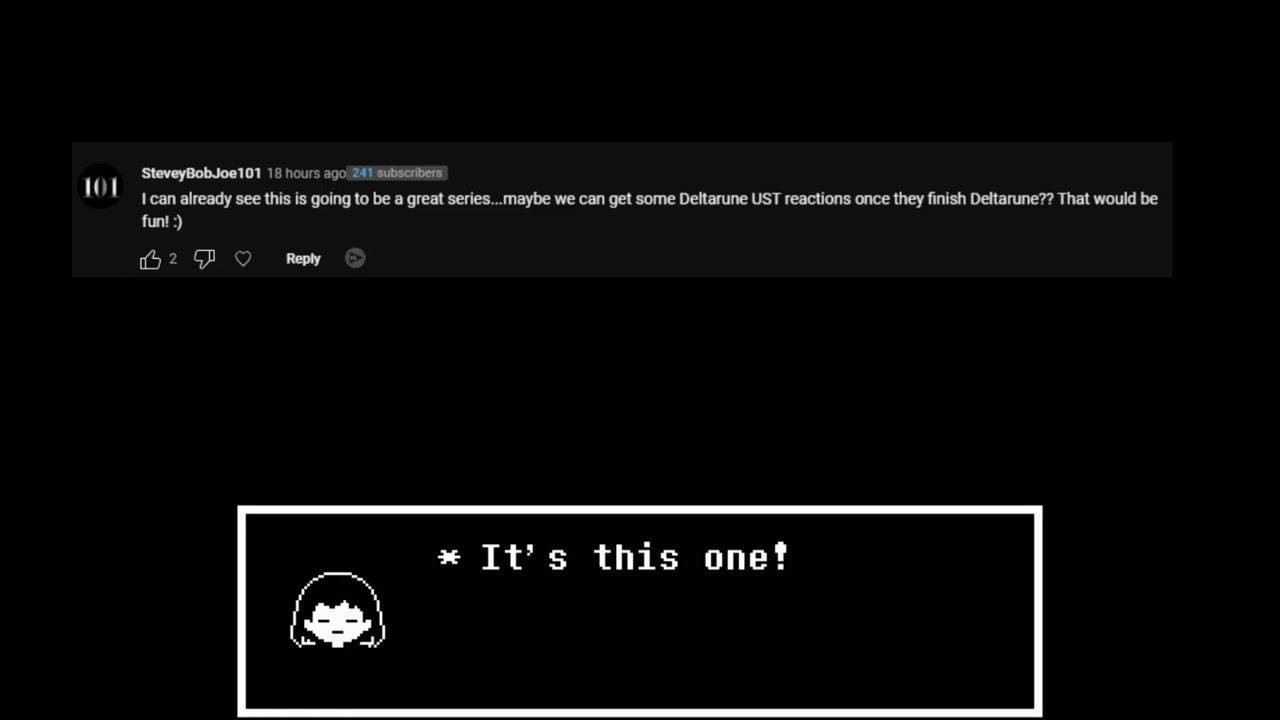 101
SteveyBobJoe101 18 hours ago 241 subscribers
I can already see this is going to be a great series...maybe we can get some Deltarune UST reactions once they finish Deltarune?? That would be
fun! :)
2 Reply
* It's this one!